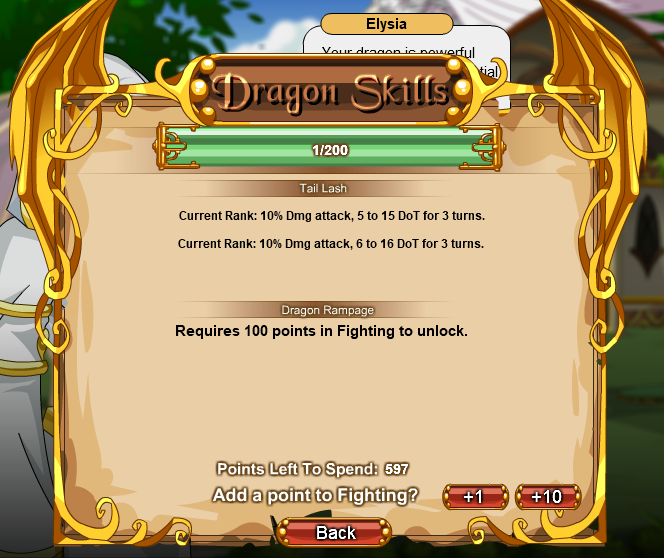 Elysia
Your dragon is powerful
tial
Dragon Skills
1/200
Tail Lash
Current Rank: 10% Dmg attack, 5 to 15 DoT for 3 turns.
Current Rank: 10% Dmg attack, 6 to 16 DoT for 3 turns.
Dragon Rampage
Requires 100 points in Fighting to unlock.
Points Left To Spend: 597
Add a point to Fighting? +1 +10
Back